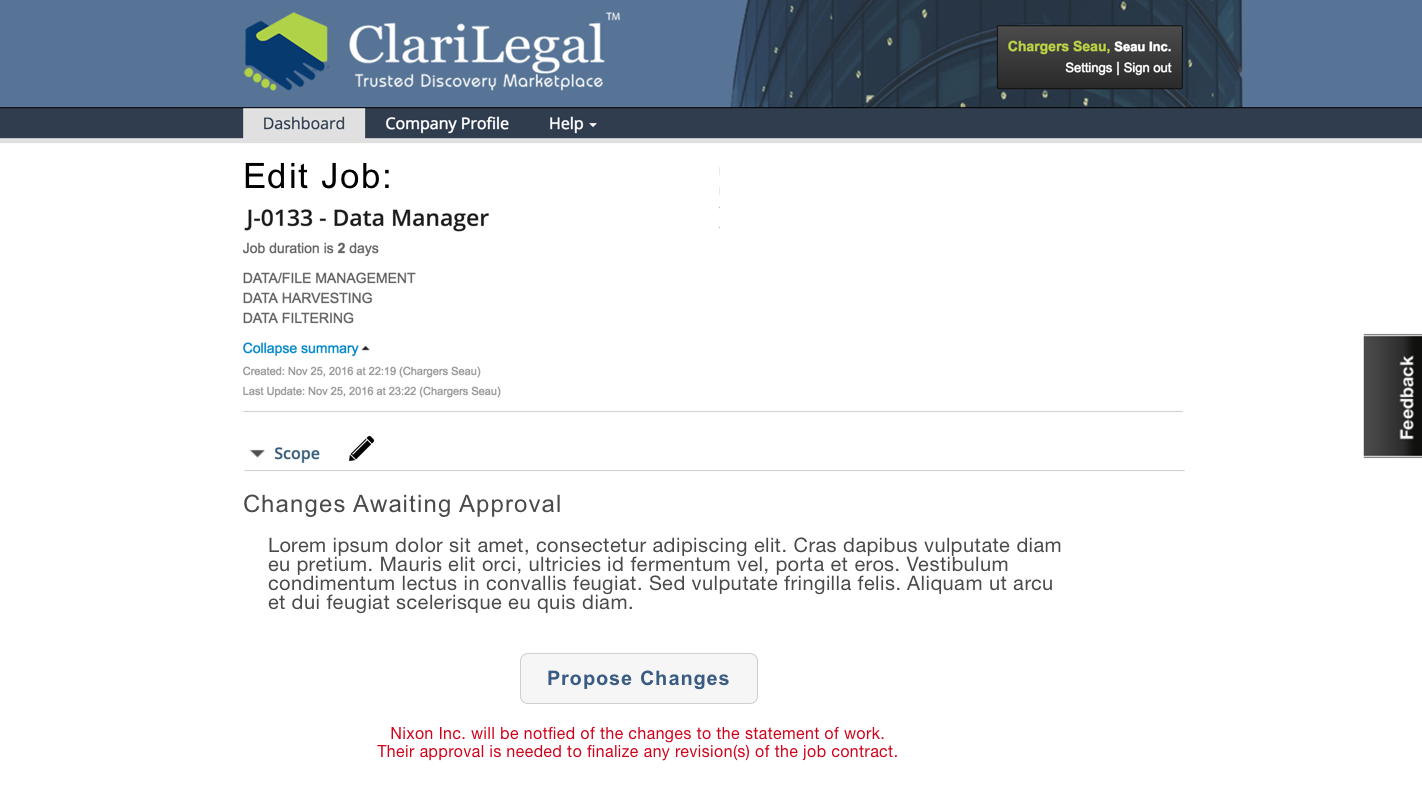 ClariLegal™
Trusted Discovery Marketplace
Chargers Seau, Seau Inc.
Settings | Sign out
Dashboard
Company Profile
Help
Edit Job:
J-0133 - Data Manager
Job duration is 2 days
DATA/FILE MANAGEMENT
DATA HARVESTING
DATA FILTERING
Collapse summary
Created: Nov 25, 2016 at 22:19 (Chargers Seau)
Last Update: Nov 25, 2016 at 23:22 (Chargers Seau)
Feedback
Scope
Changes Awaiting Approval
Lorem ipsum dolor sit amet, consectetur adipiscing elit. Cras dapibus vulputate diam
eu pretium. Mauris elit orci, ultricies id fermentum vel, porta et eros. Vestibulum
condimentum lectus in convallis feugiat. Sed vulputate fringilla felis. Aliquam ut arcu
et dui feugiat scelerisque eu quis diam.
Propose Changes
Nixon Inc. will be notfied of the changes to the statement of work.
Their approval is needed to finalize any revision(s) of the job contract.